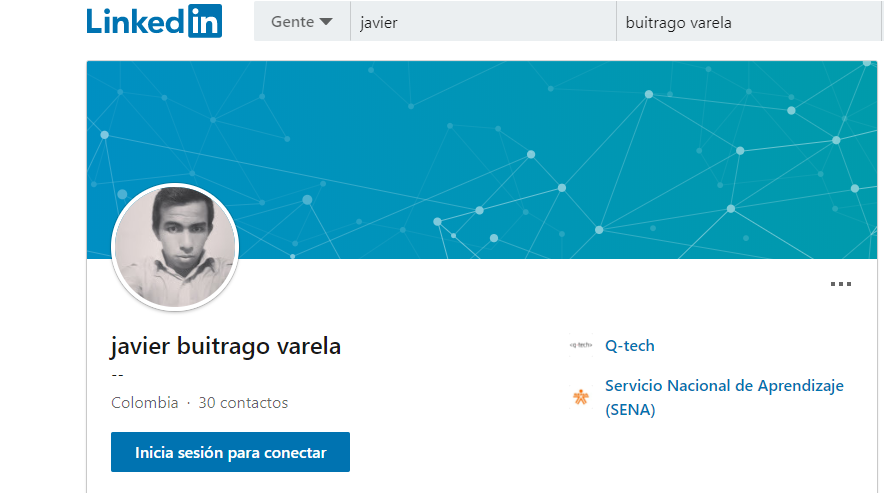 LinkedIn
Gente javier buitrago varela
javier buitrago varela
--
Colombia · 30 contactos
Inicia sesión para conectar
<q-tech>
Q-tech
Servicio Nacional de Aprendizaje
(SENA)